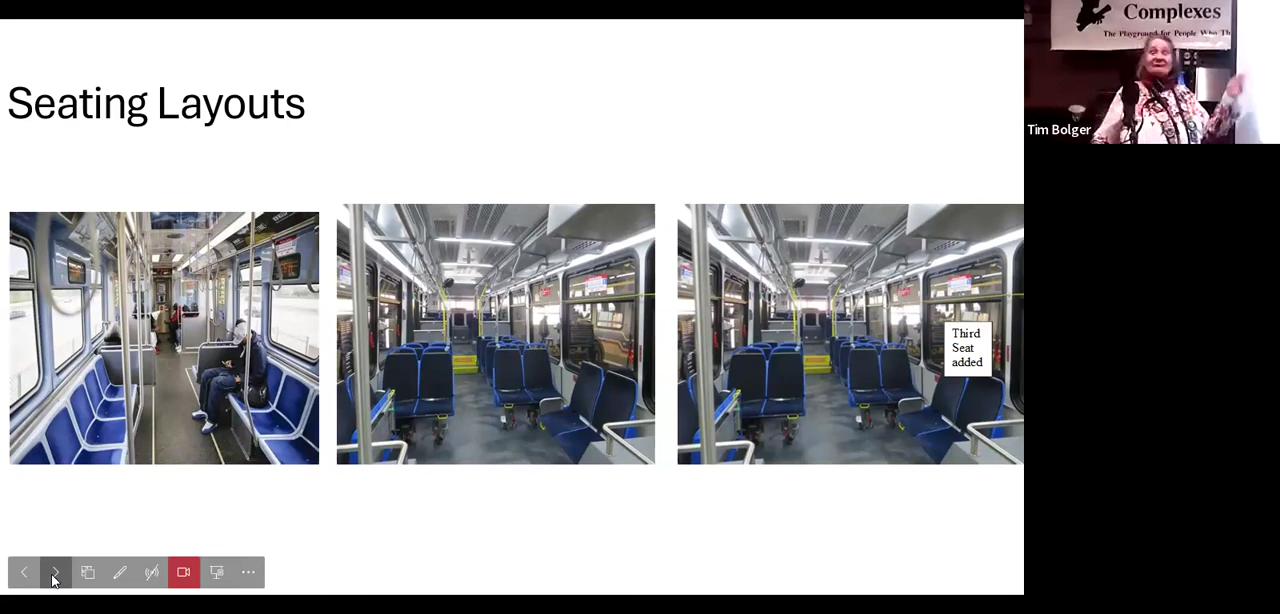 Seating Layouts
Third
Seat
added
Complexes
The Playground for People Who Th
Tim Bolger